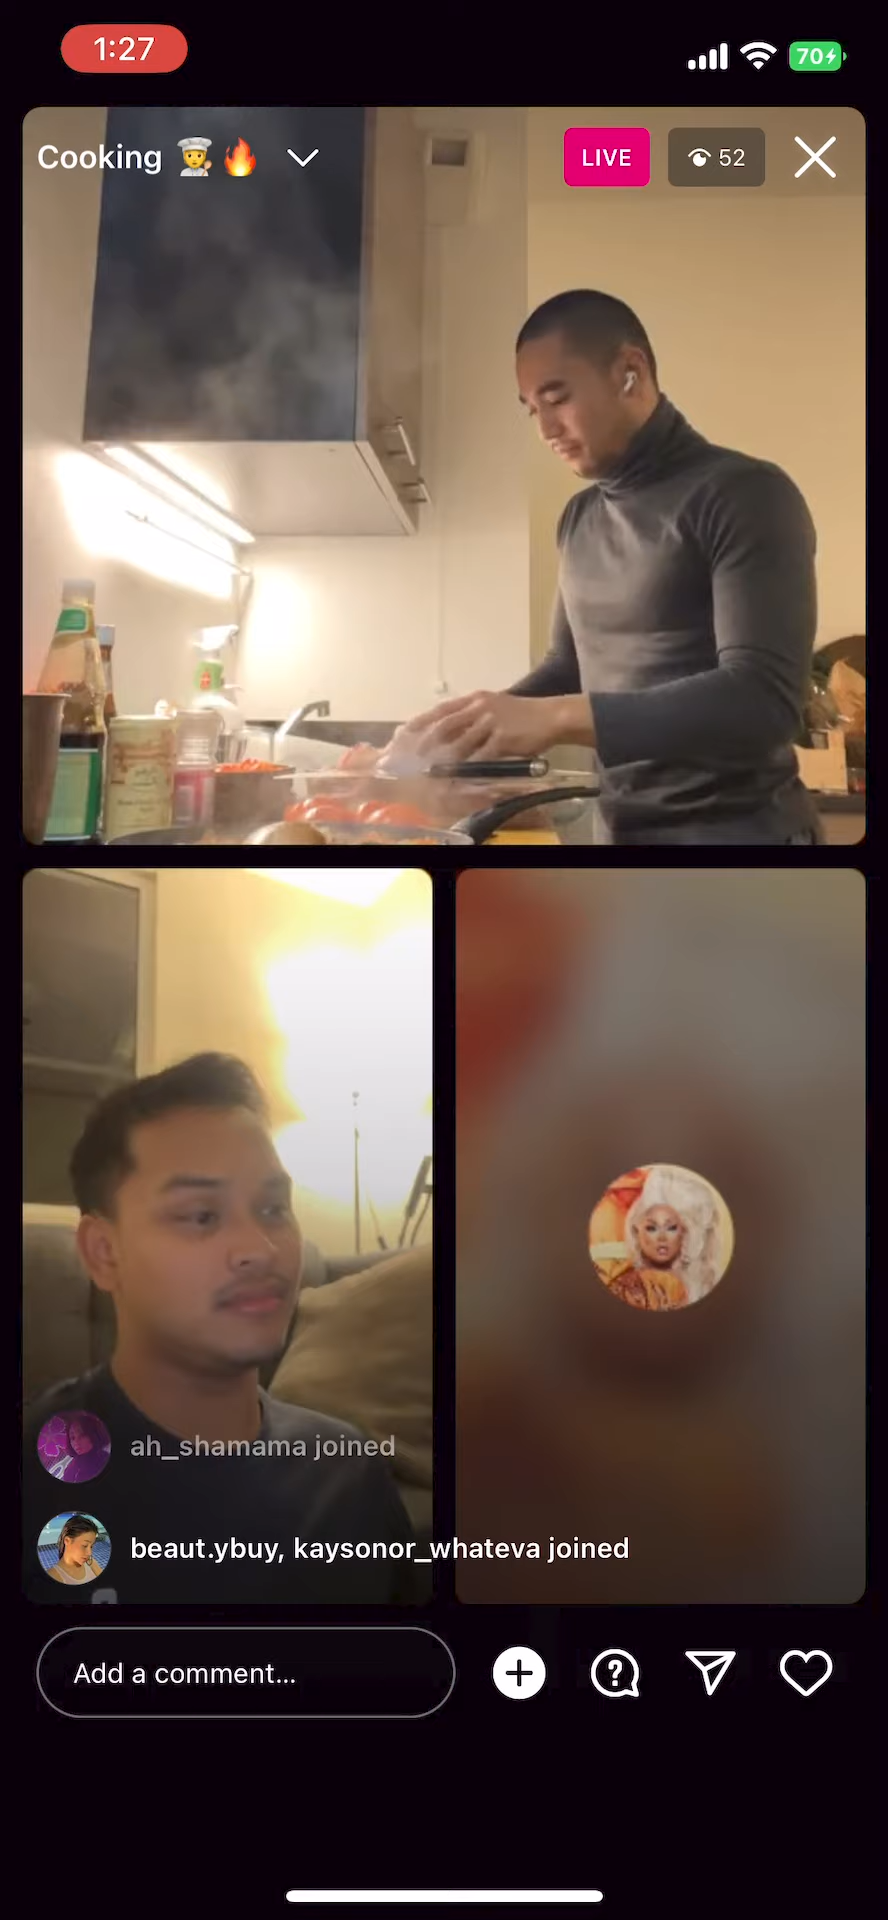 1:27
70
Cooking 👨‍🍳🔥
LIVE
52
ah_shamama joined
beaut.ybuy, kaysonor_whateva joined
Add a comment...